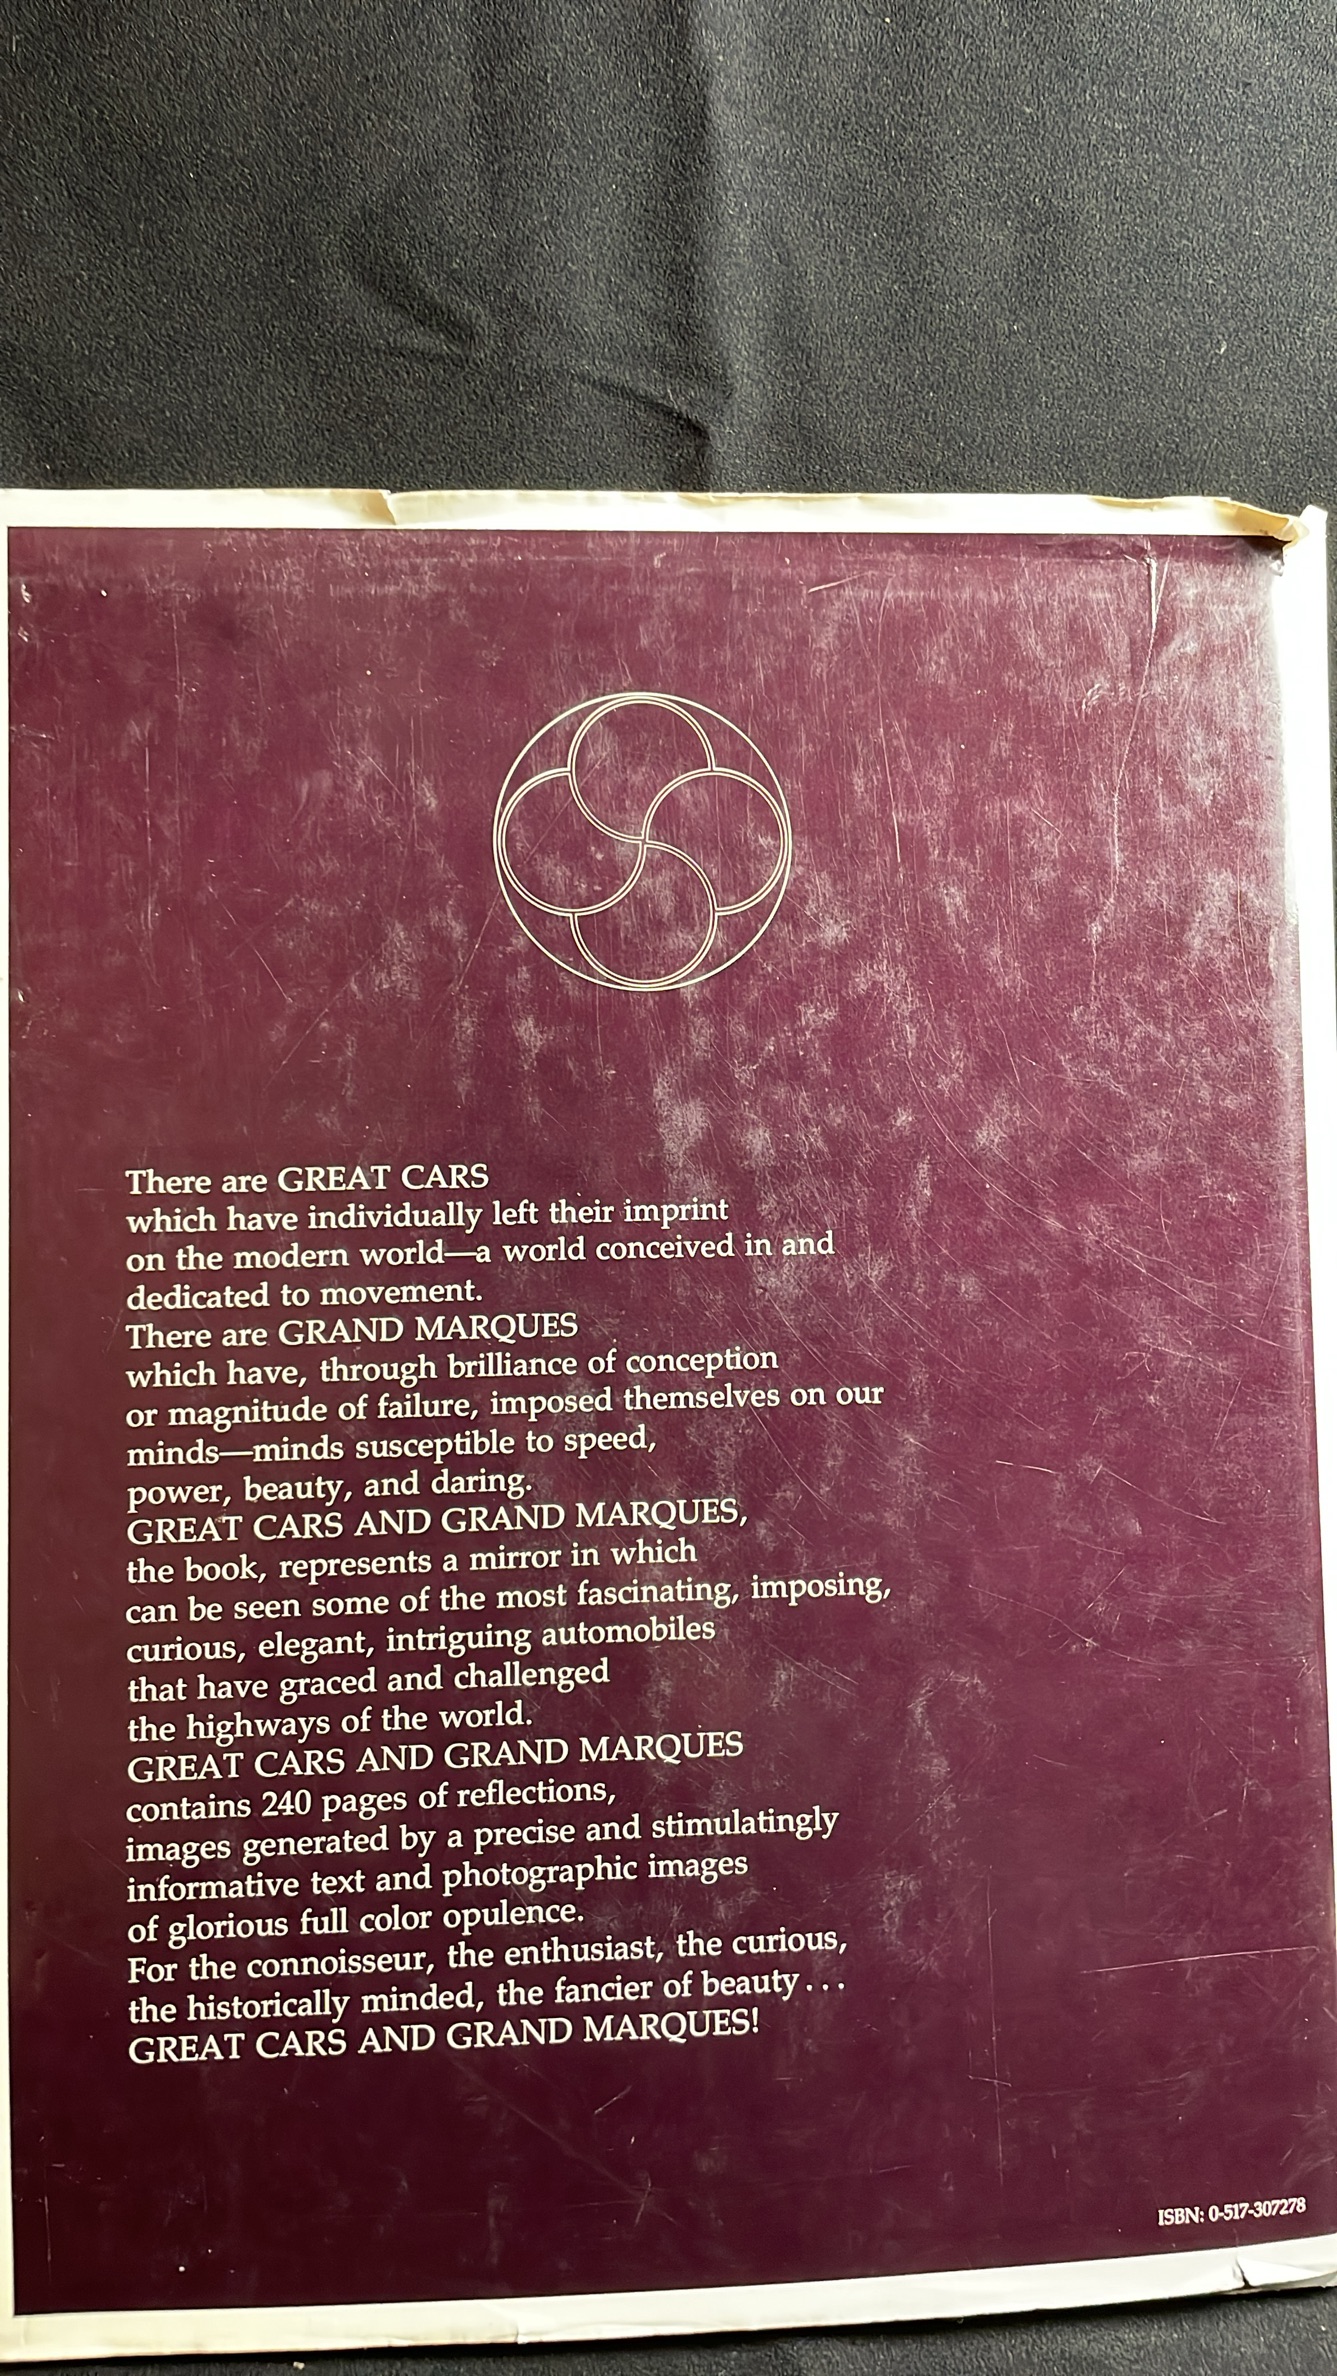 There are GREAT CARS
which have individually left their imprint
on the modern world—a world conceived in and
dedicated to movement.
There are GRAND MARQUES
which have, through brilliance of conception
or magnitude of failure, imposed themselves on our
minds—minds susceptible to speed,
power, beauty, and daring.
GREAT CARS AND GRAND MARQUES,
the book, represents a mirror in which
can be seen some of the most fascinating, imposing,
curious, elegant, intriguing automobiles
that have graced and challenged
the highways of the world.
GREAT CARS AND GRAND MARQUES
contains 240 pages of reflections,
images generated by a precise and stimulatingly
informative text and photographic images
of glorious full color opulence.
For the connoisseur, the enthusiast, the curious,
the historically minded, the fancier of beauty . . .
GREAT CARS AND GRAND MARQUES!
ISBN: 0-517-307278